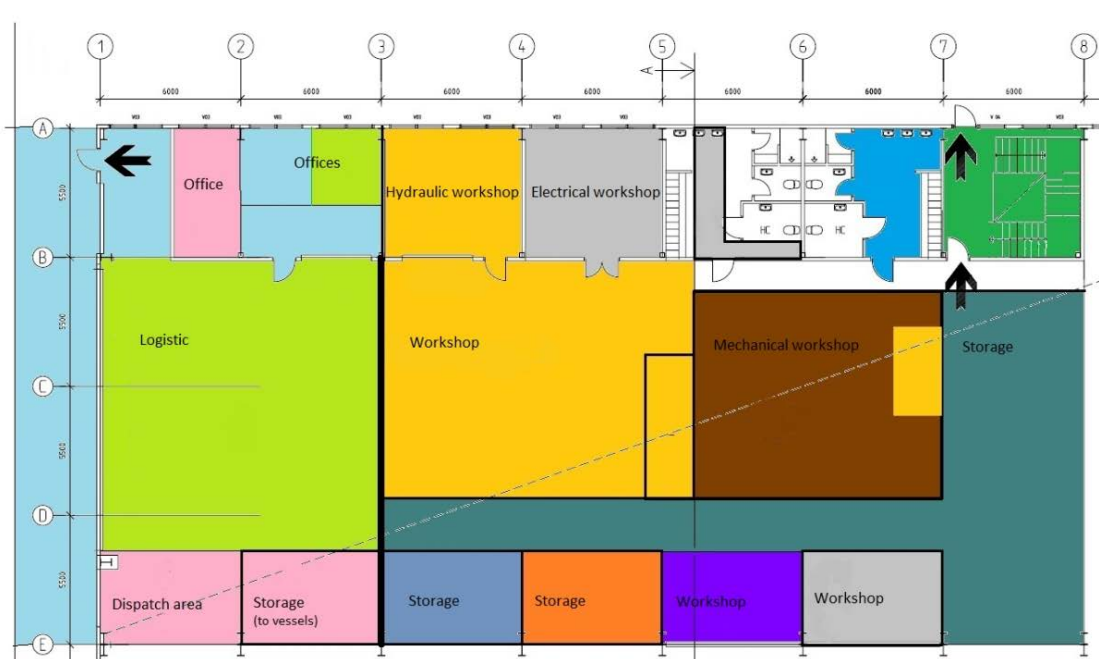 1 2 3 4 5 6 7 8
A
6000 6000 6000 6000 6000 6000 6000
A
Office
Offices
Hydraulic workshop
Electrical workshop
HC
HC
5500
B
Logistic
Workshop
Mechanical workshop
Storage
5500
C
5500
D
5500
Dispatch area
Storage
(to vessels)
Storage
Storage
Workshop
Workshop
E